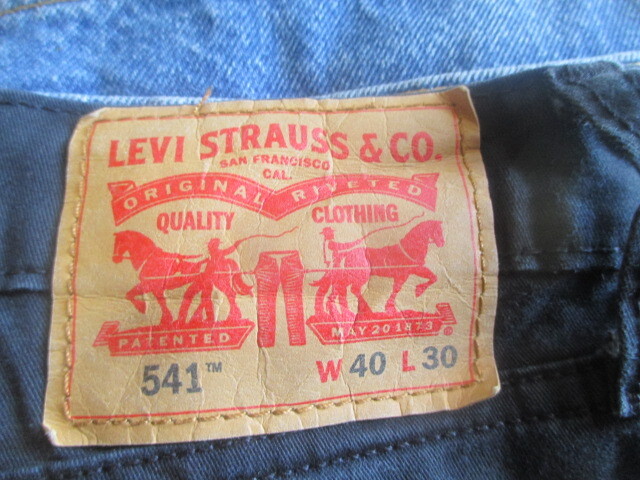 LEVI STRAUSS & CO.
SAN FRANCISCO
CAL.
ORIGINAL RIVETED
QUALITY CLOTHING
PATENTED MAY 20 1873 ®
541™ W 40 L 30